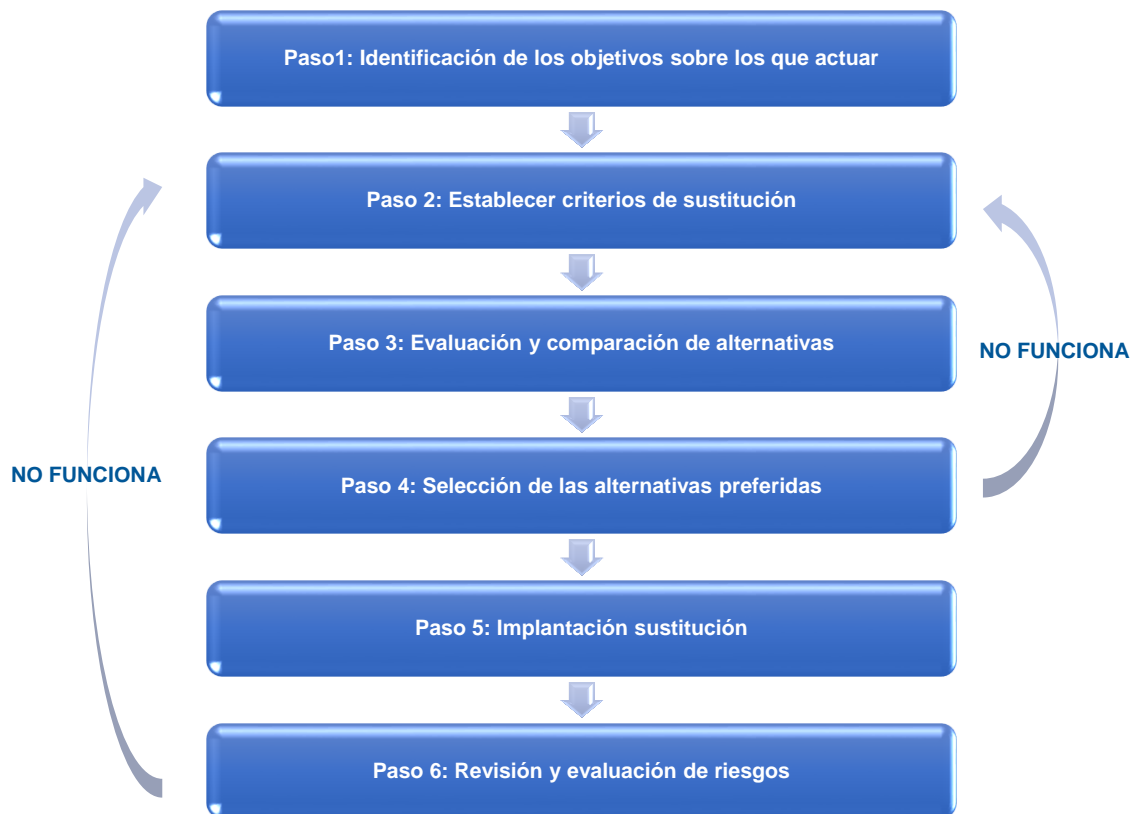 Paso1: Identificación de los objetivos sobre los que actuar
Paso 2: Establecer criterios de sustitución
Paso 3: Evaluación y comparación de alternativas
NO FUNCIONA
NO FUNCIONA
Paso 4: Selección de las alternativas preferidas
Paso 5: Implantación sustitución
Paso 6: Revisión y evaluación de riesgos